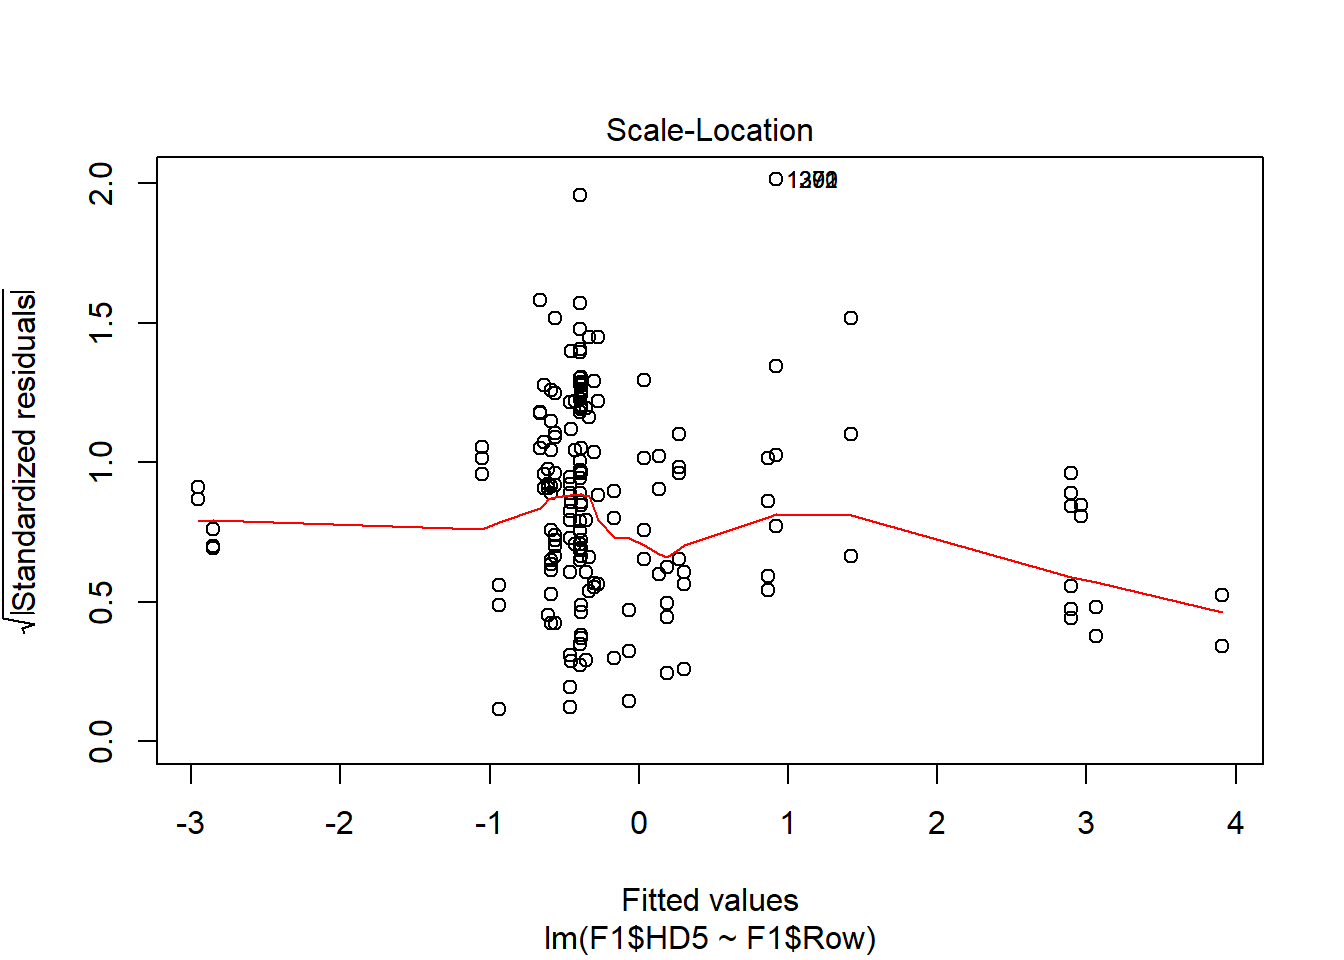 Scale-Location
√|Standardized residuals|
2.0
1.5
1.0
0.5
0.0
-3 -2 -1 0 1 2 3 4
Fitted values
lm(F1$HD5 ~ F1$Row)